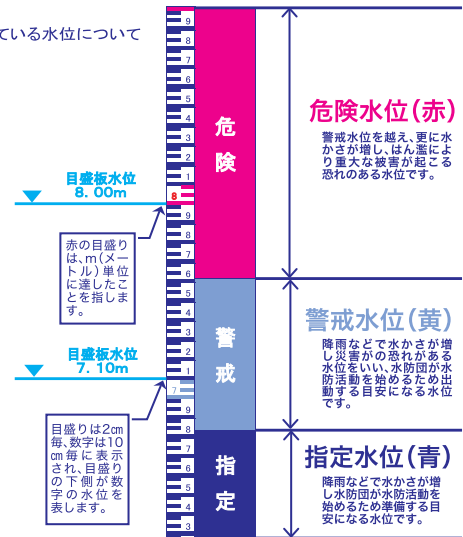 ている水位について
9
8
7
6
5
4
3
2
1
8
9
8
7
6
5
4
3
2
1
7
9
8
7
6
5
4
3
危
険
警
戒
指
定
目盛板水位
8.00m
赤の目盛り
は、m(メー
トル)単位
に達したこ
とを指しま
す。
目盛板水位
7.10m
目盛りは2cm
毎、数字は10
cm毎に表示
され、目盛り
の下側が数
字の水位を
表します。
危険水位(赤)
警戒水位を越え、更に水
かさが増し、はん濫によ
り重大な被害が起こる
恐れのある水位です。
警戒水位(黄)
降雨などで水かさが増
し災害がの恐れがある
水位をいい、水防団が水
防活動を始めるため出
動する目安になる水位
です。
指定水位(青)
降雨などで水かさが増
し水防団が水防活動を
始めるため準備する目
安になる水位です。